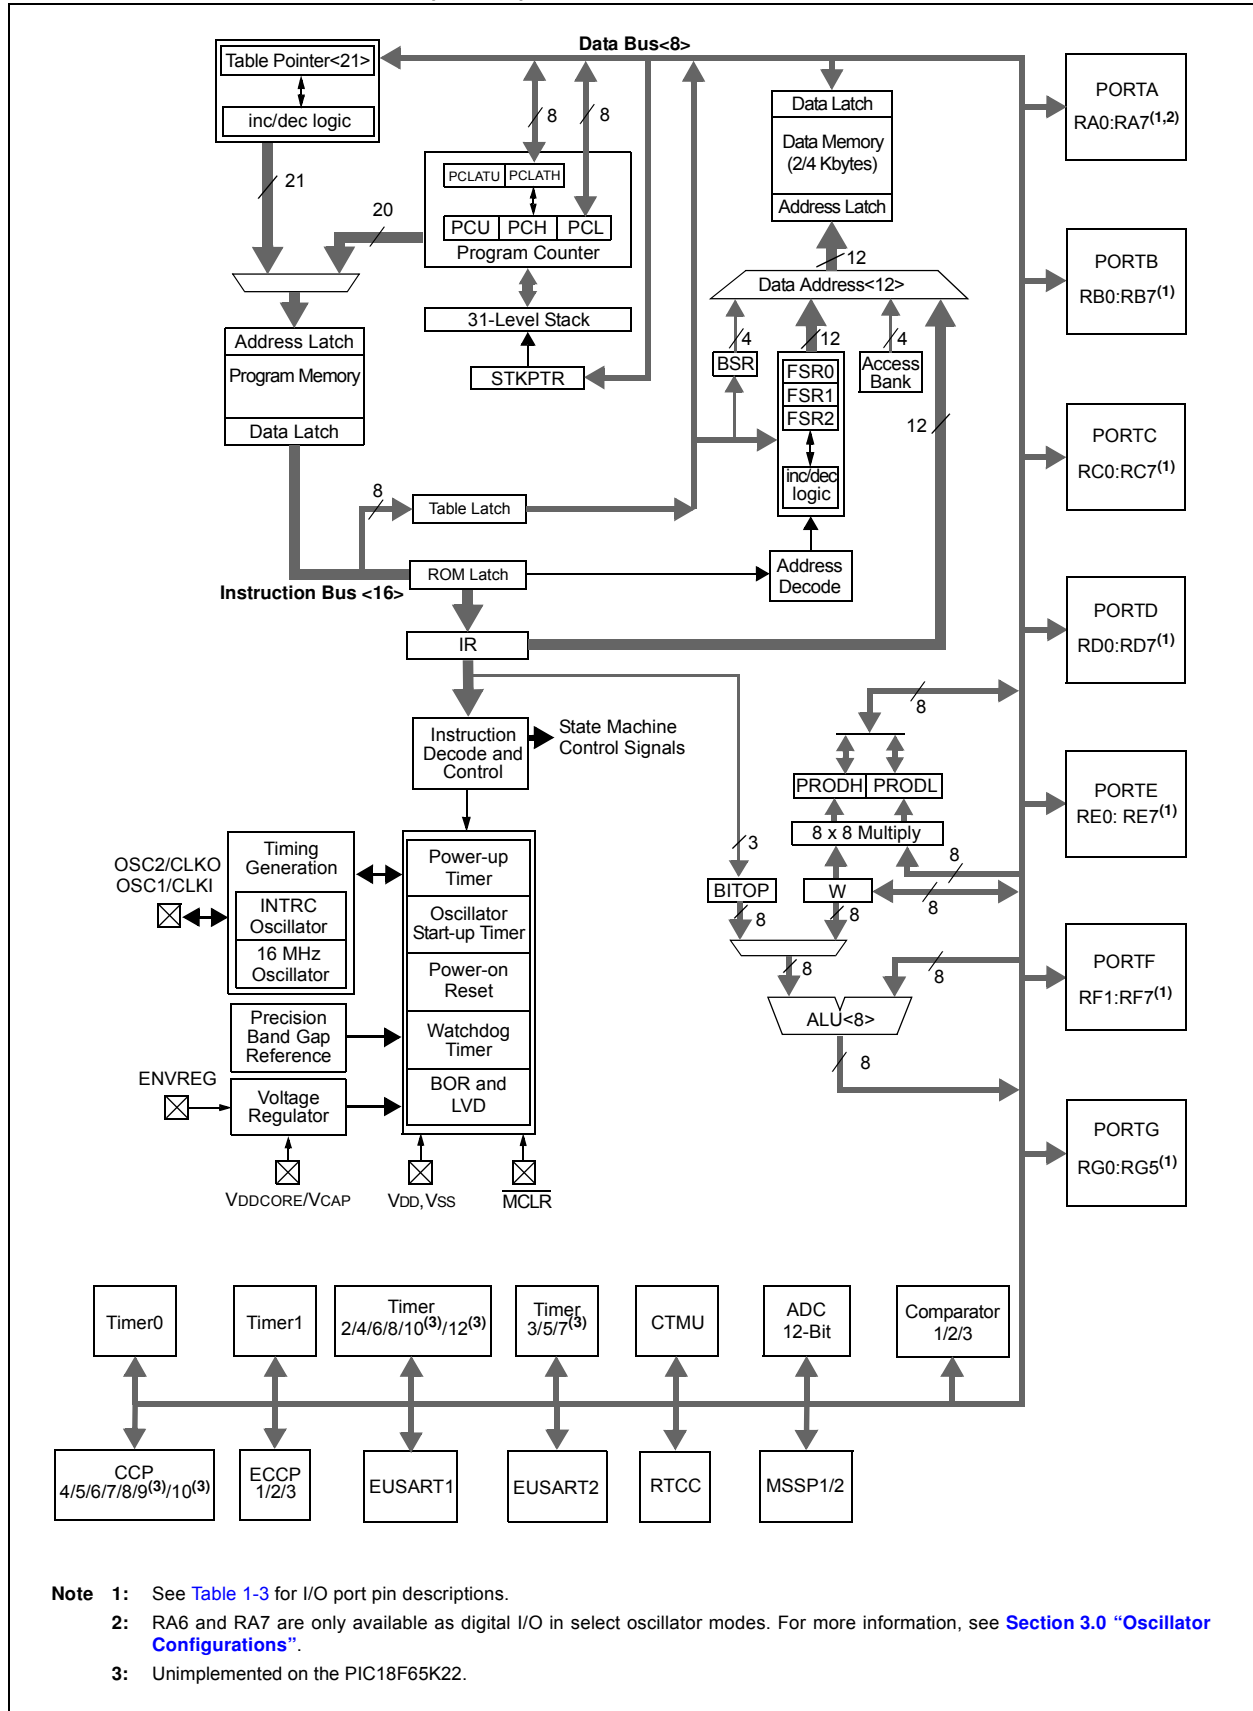 Data Bus<8>
Table Pointer<21>
inc/dec logic
21
20
8
8
PCLATU PCLATH
PCU PCH PCL
Program Counter
31-Level Stack
STKPTR
Address Latch
Program Memory
Data Latch
8
Table Latch
ROM Latch
Instruction Bus <16>
IR
Data Latch
Data Memory
(2/4 Kbytes)
Address Latch
12
Data Address<12>
4
12
4
BSR
FSR0
FSR1
FSR2
inc/dec
logic
Access
Bank
12
Address
Decode
Instruction
Decode and
Control
State Machine
Control Signals
8
PRODH PRODL
8 x 8 Multiply
3
8
BITOP
W
8
8
8
8
8
ALU<8>
8
OSC2/CLKO
OSC1/CLKI
Timing
Generation
INTRC
Oscillator
16 MHz
Oscillator
Precision
Band Gap
Reference
ENVREG
Voltage
Regulator
Power-up
Timer
Oscillator
Start-up Timer
Power-on
Reset
Watchdog
Timer
BOR and
LVD
VDDCORE/VCAP
VDD, VSS
MCLR
PORTA
RA0:RA7(1,2)
PORTB
RB0:RB7(1)
PORTC
RC0:RC7(1)
PORTD
RD0:RD7(1)
PORTE
RE0: RE7(1)
PORTF
RF1:RF7(1)
PORTG
RG0:RG5(1)
Timer0
Timer1
Timer
2/4/6/8/10(3)/12(3)
Timer
3/5/7(3)
CTMU
ADC
12-Bit
Comparator
1/2/3
CCP
4/5/6/7/8/9(3)/10(3)
ECCP
1/2/3
EUSART1
EUSART2
RTCC
MSSP1/2
Note 1: See Table 1-3 for I/O port pin descriptions.
2: RA6 and RA7 are only available as digital I/O in select oscillator modes. For more information, see Section 3.0 “Oscillator
Configurations”.
3: Unimplemented on the PIC18F65K22.